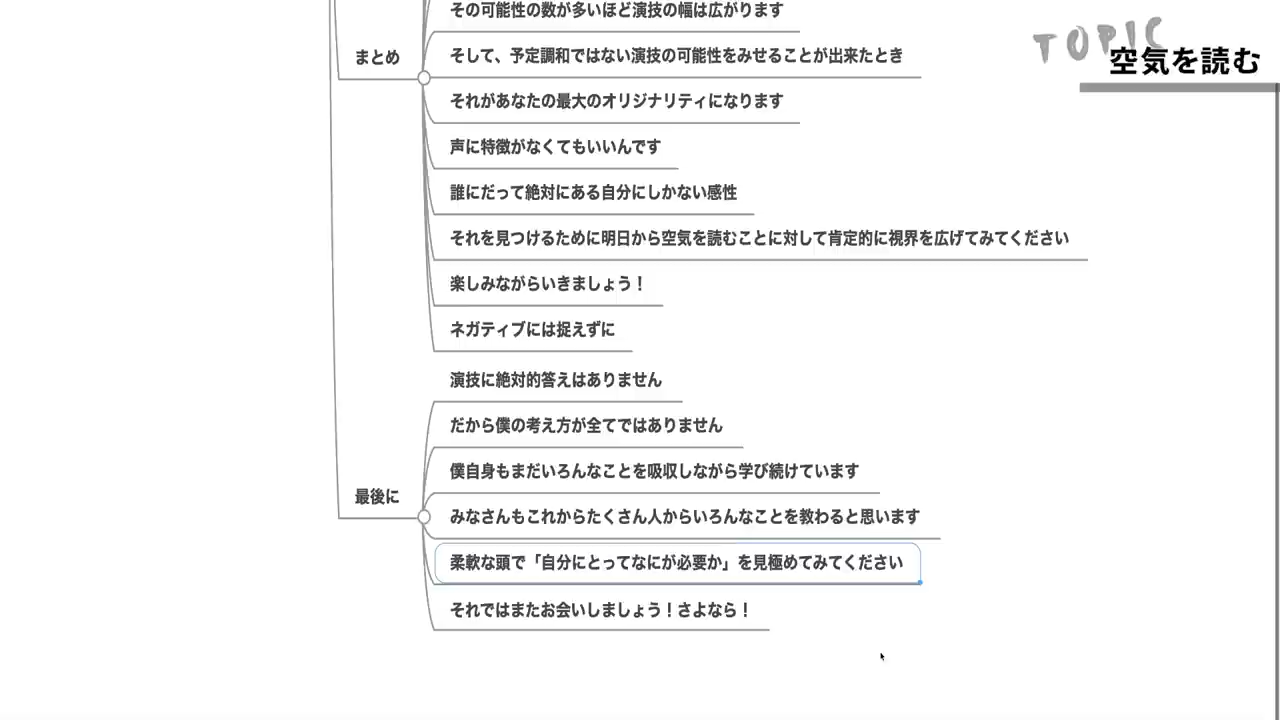 その可能性の数が多いほど演技の幅は広がります
TOPIC
空気を読む
まとめ
そして、予定調和ではない演技の可能性をみせることが出来たとき
それがあなたの最大のオリジナリティになります
声に特徴がなくてもいいんです
誰にだって絶対にある自分にしかない感性
それを見つけるために明日から空気を読むことに対して肯定的に視界を広げてみてください
楽しみながらいきましょう！
ネガティブには捉えずに
演技に絶対的答えはありません
だから僕の考え方が全てではありません
僕自身もまだいろんなことを吸収しながら学び続けています
最後に
みなさんもこれからたくさん人からいろんなことを教わると思います
柔軟な頭で「自分にとってなにが必要か」を見極めてみてください
それではまたお会いしましょう！さよなら！